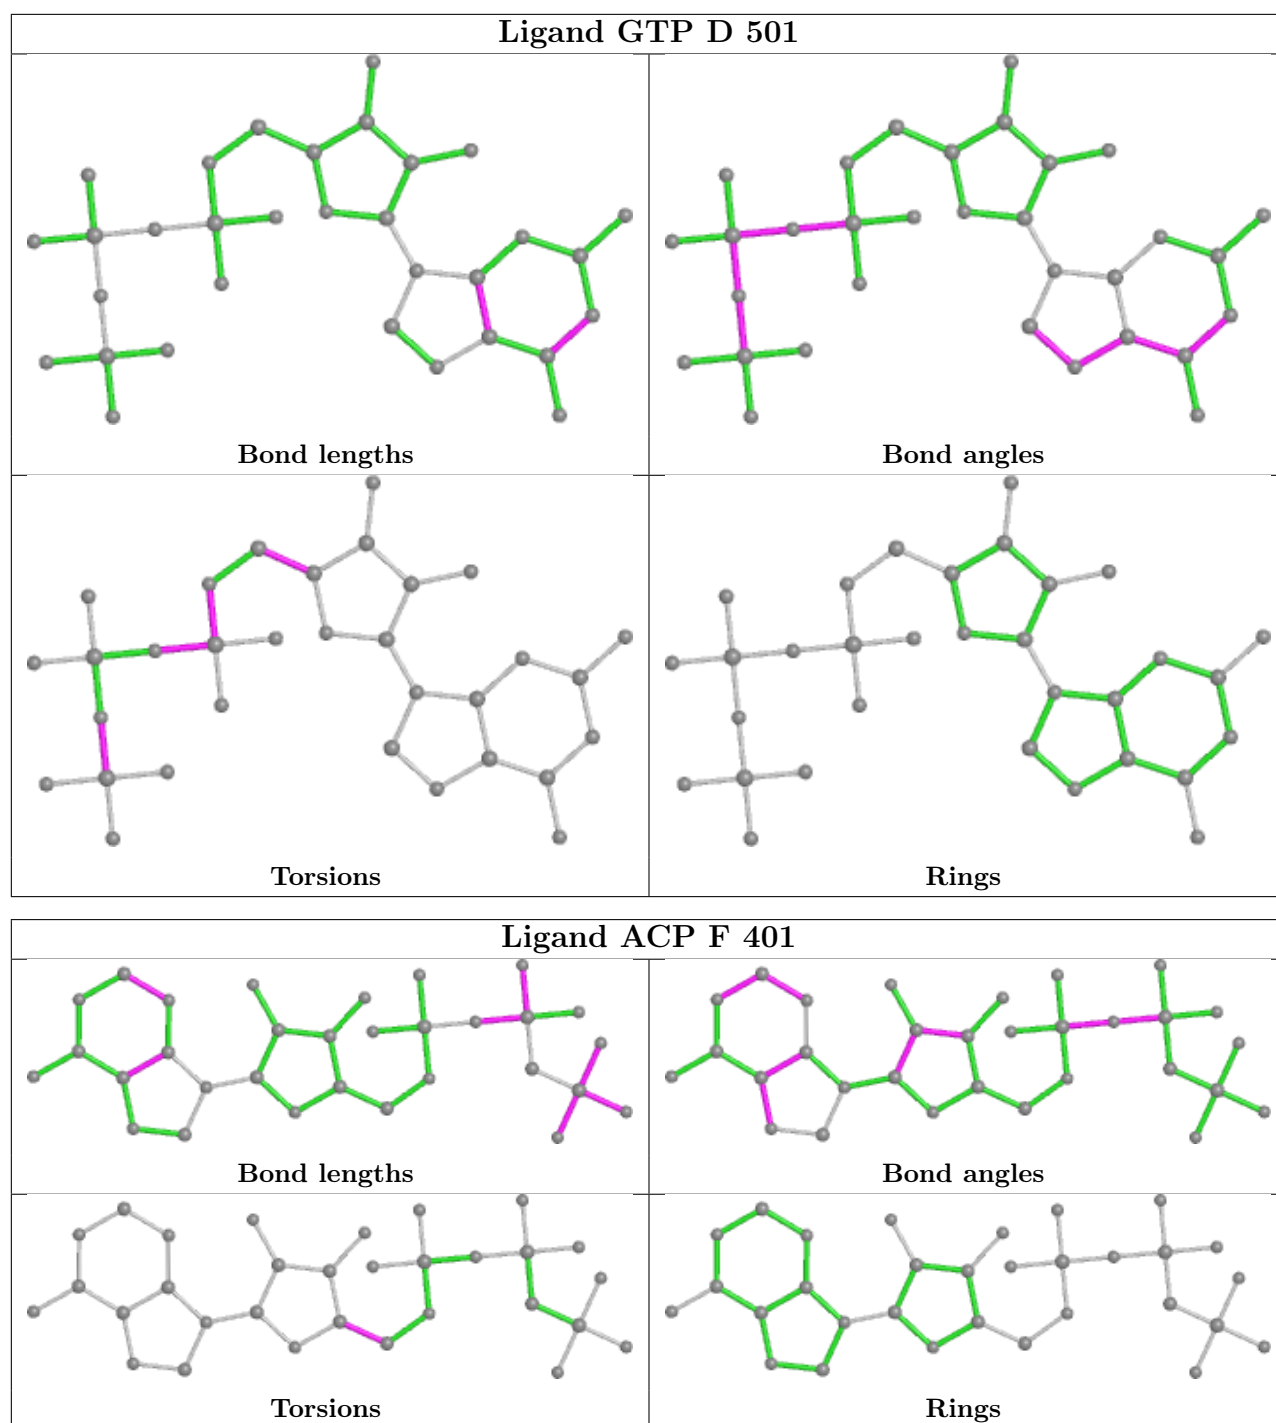 Ligand GTP D 501
Bond lengths
Bond angles
Torsions
Rings
Ligand ACP F 401
Bond lengths
Bond angles
Torsions
Rings